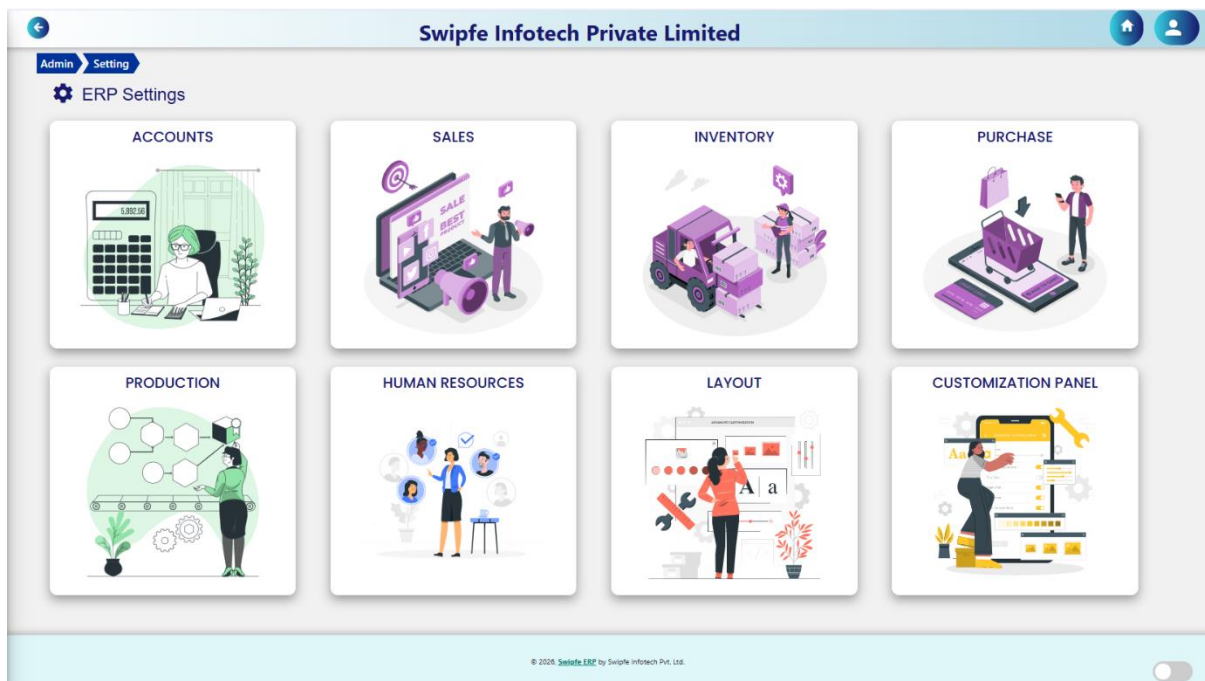 Swipfe Infotech Private Limited
Admin Setting
ERP Settings
ACCOUNTS
5,892.56
SALES
SALE
BEST
PRODUCT
INVENTORY
PURCHASE
PRODUCTION
HUMAN RESOURCES
LAYOUT
A a
CUSTOMIZATION PANEL
Aa
© 2026, Swipfe ERP by Swipfe Infotech Pvt. Ltd.